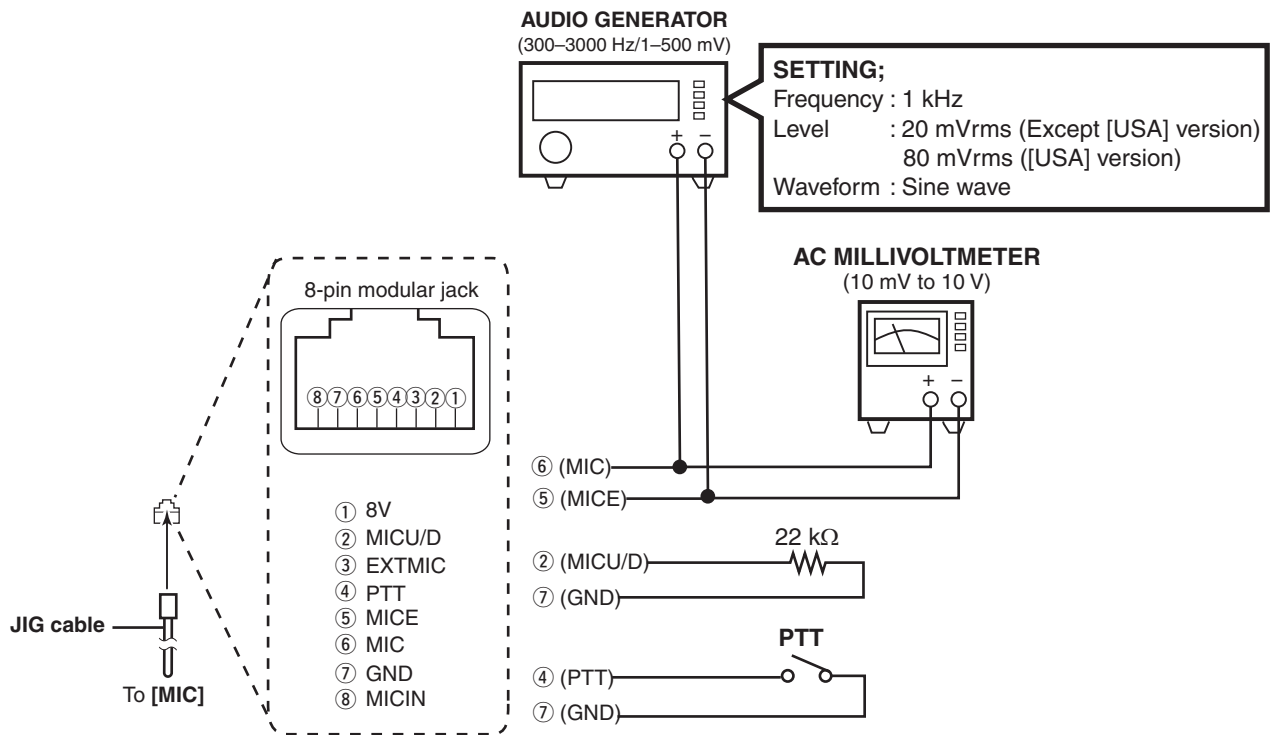 AUDIO GENERATOR
(300–3000 Hz/1–500 mV)
+ –
SETTING;
Frequency : 1 kHz
Level : 20 mVrms (Except [USA] version)
80 mVrms ([USA] version)
Waveform : Sine wave
AC MILLIVOLTMETER
(10 mV to 10 V)
+ –
8-pin modular jack
⑧⑦⑥⑤④③②①
① 8V
② MICU/D
③ EXTMIC
④ PTT
⑤ MICE
⑥ MIC
⑦ GND
⑧ MICIN
JIG cable
To [MIC]
⑥ (MIC)
⑤ (MICE)
22 kΩ
② (MICU/D)
⑦ (GND)
PTT
④ (PTT)
⑦ (GND)